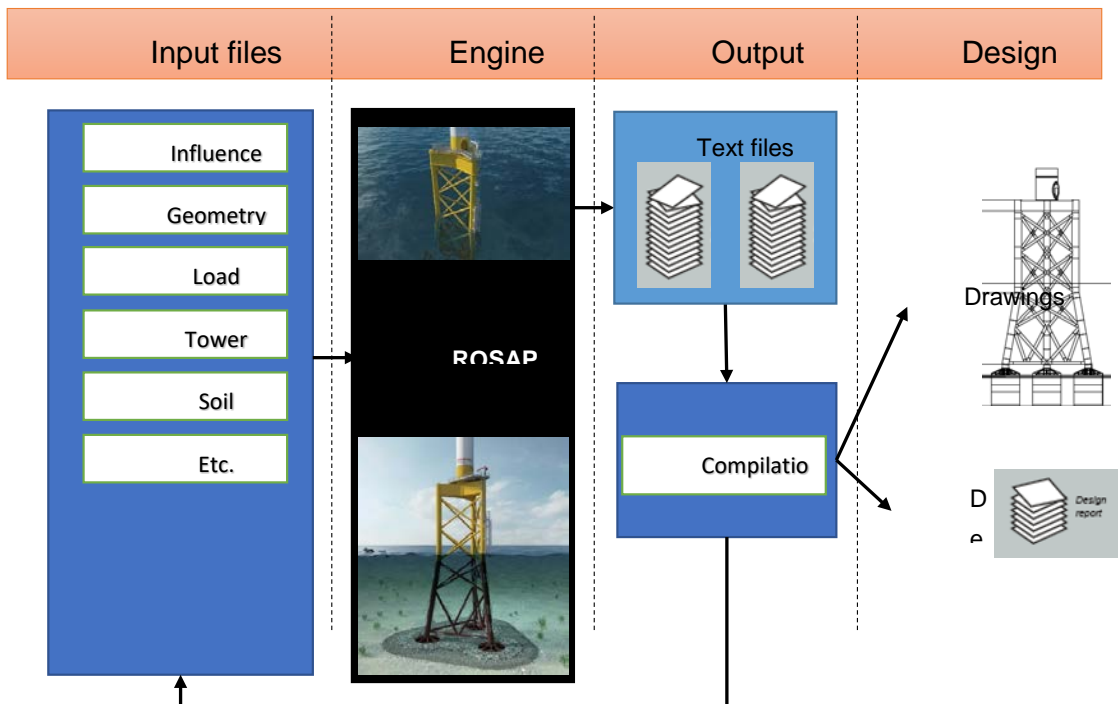 Input files
Engine
Output
Design
Influence
Geometry
Load
Tower
Soil
Etc.
ROSAP
Text files
Compilatio
Drawings
D
e
Design
report